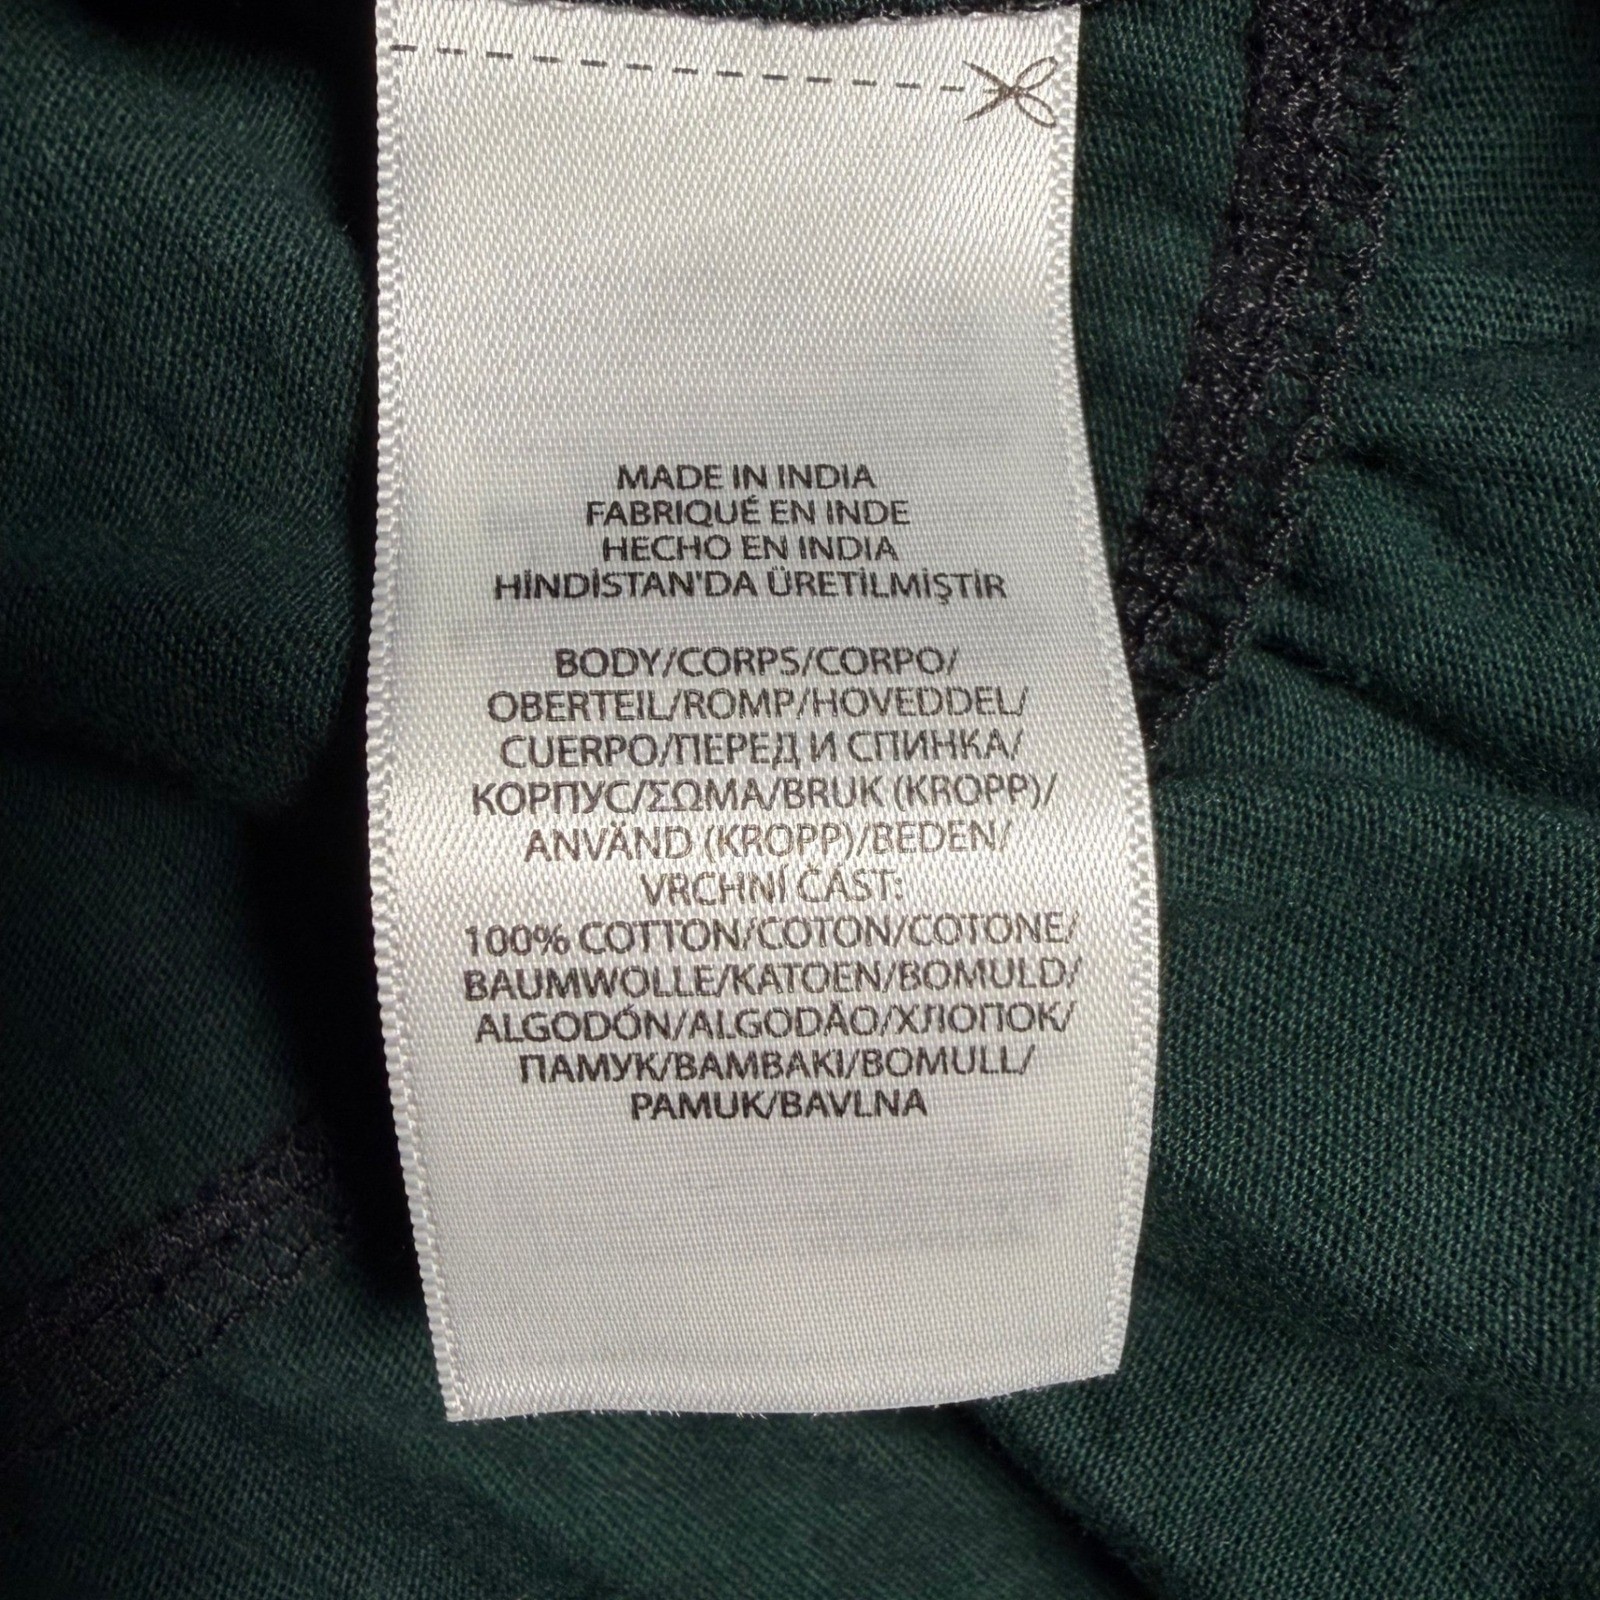 MADE IN INDIA
FABRIQUÉ EN INDE
HECHO EN INDIA
HİNDİSTAN'DA ÜRETİLMİŞTİR
BODY/CORPS/CORPO/
OBERTEIL/ROMP/HOVEDDEL/
CUERPO/ПЕРЕД И СПИНКА/
КОРПУС/ΣΩΜΑ/BRUK (KROPP)/
ANVÄND (KROPP)/BEDEN/
VRCHNÍ ČÁST:
100% COTTON/COTON/COTONE/
BAUMWOLLE/KATOEN/BOMULD/
ALGODÓN/ALGODÃO/ХЛОПОК/
ПАМУК/ΒΑΜΒΑΚΙ/BOMULL/
PAMUK/BAVLNA